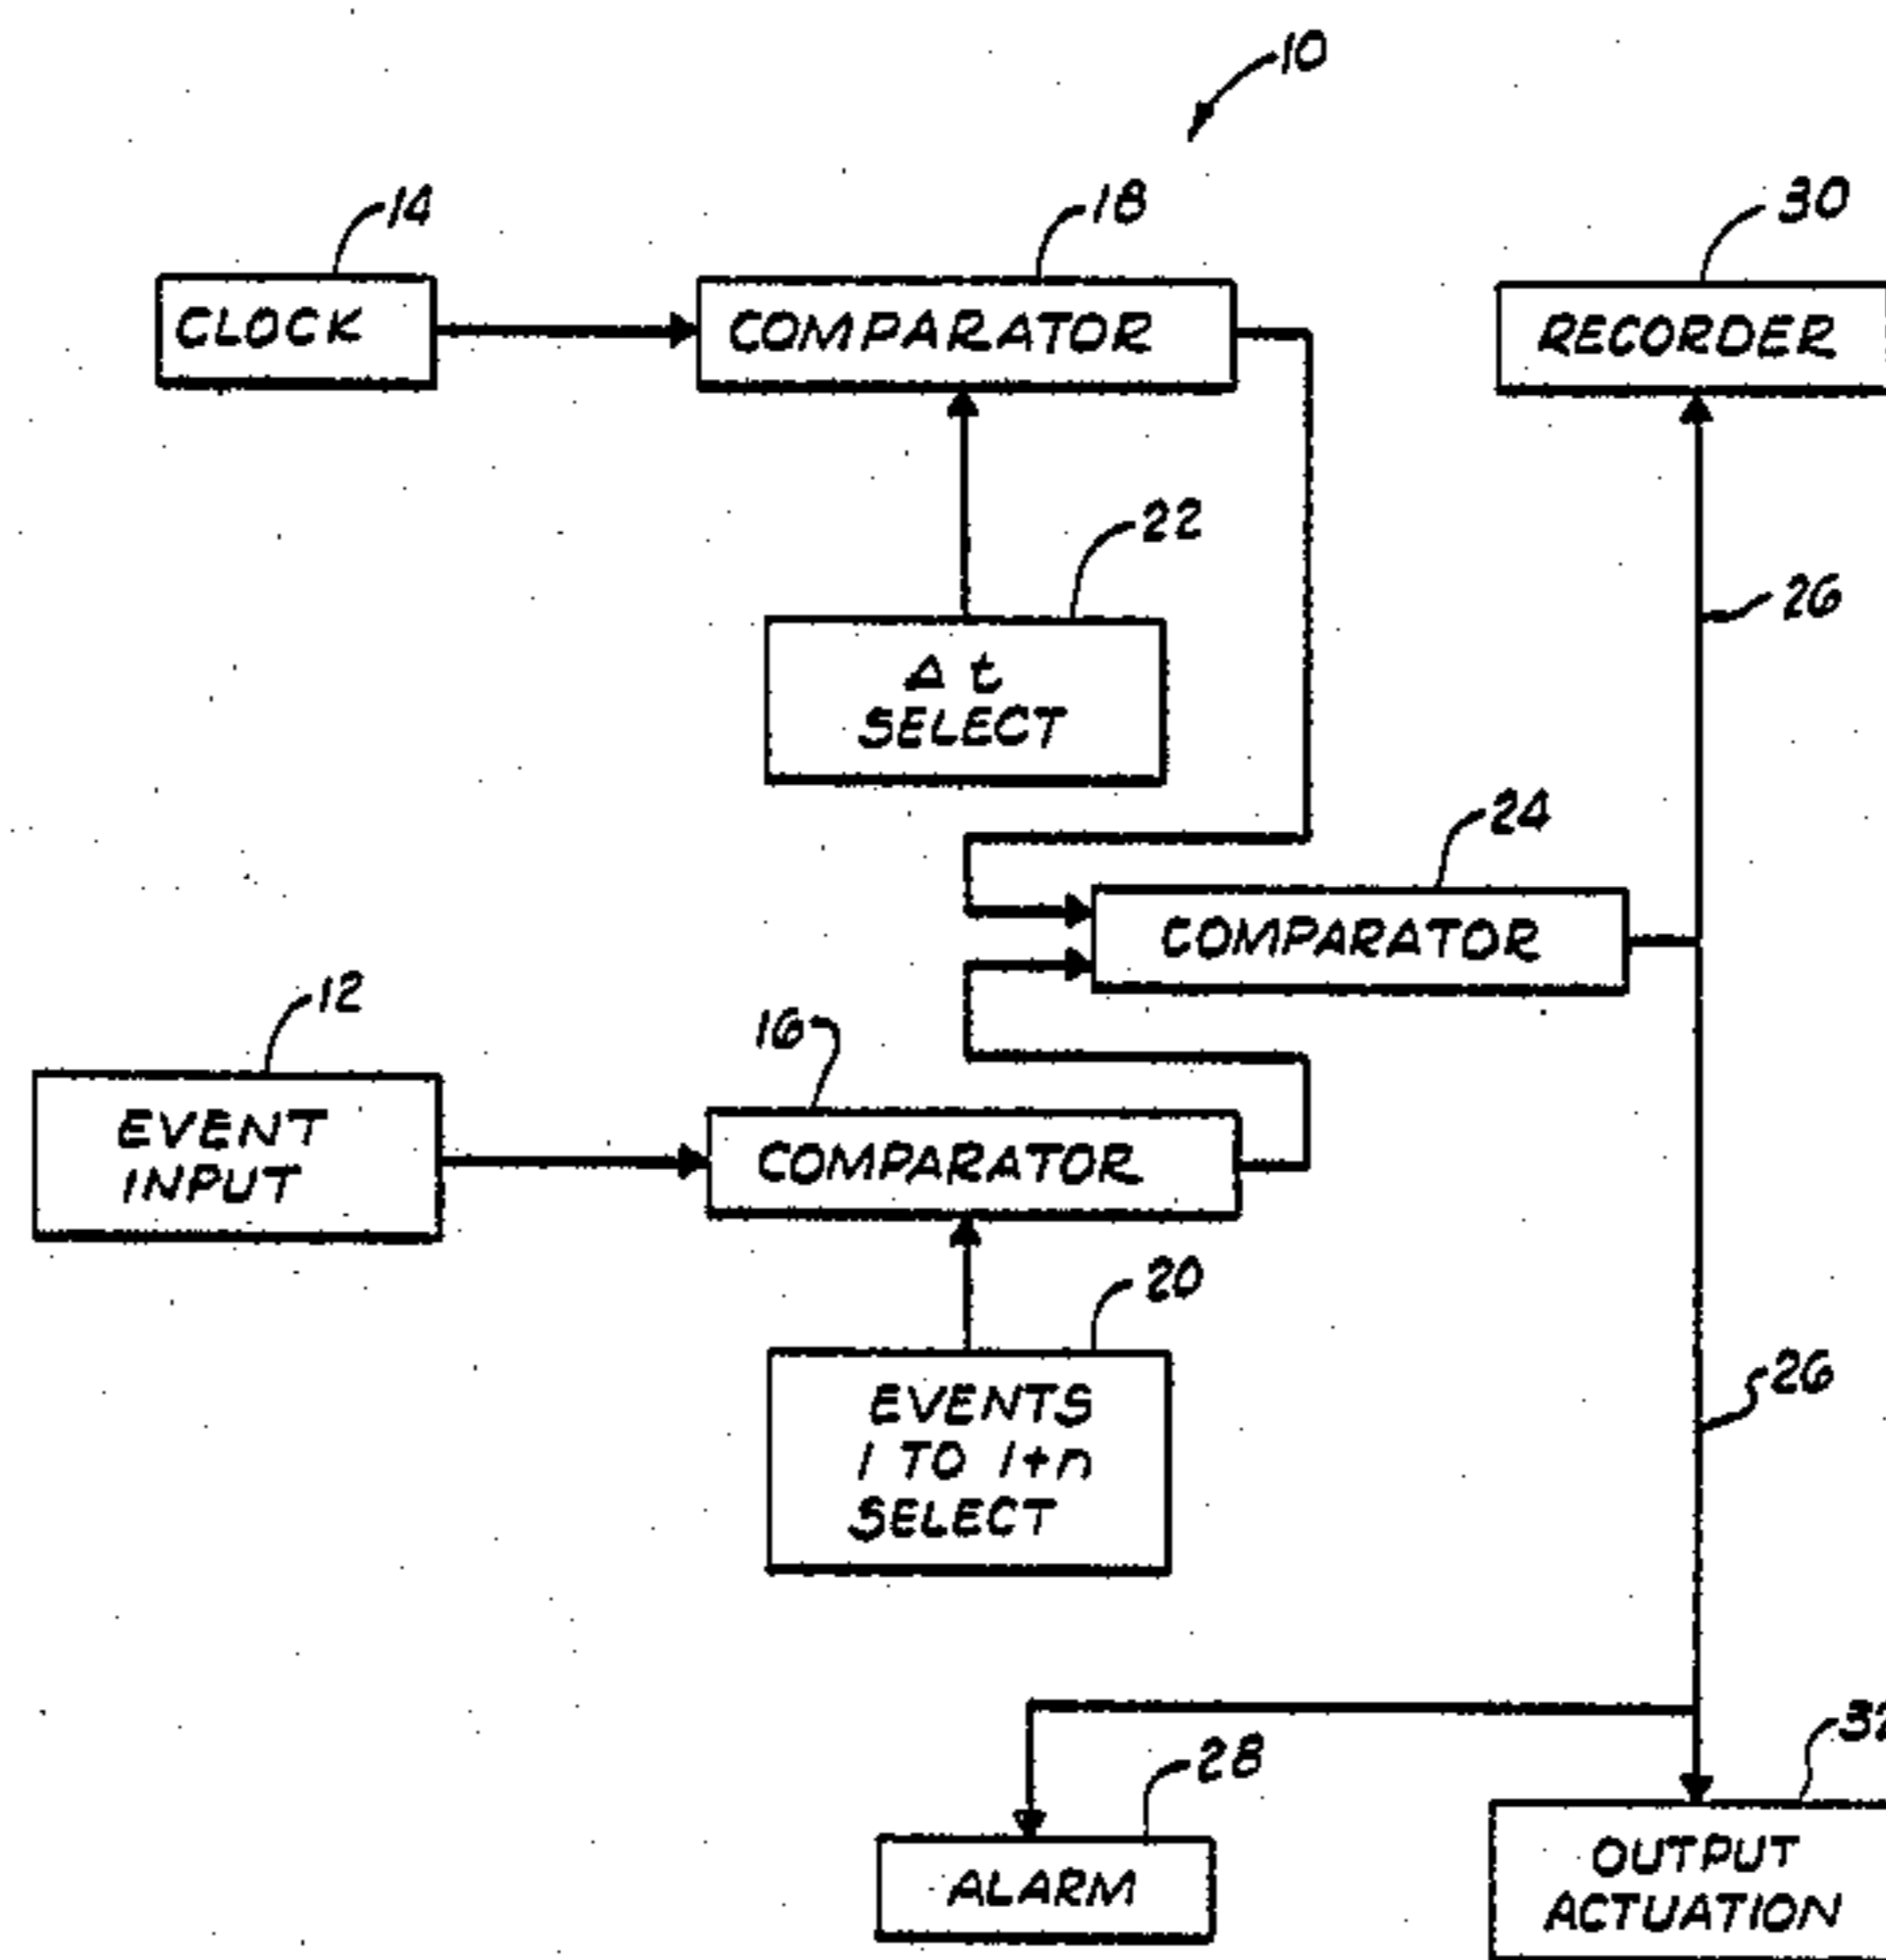 10
14
18
30
CLOCK
COMPARATOR
RECORDER
22
26
Δ t
SELECT
24
COMPARATOR
12
16
EVENT
INPUT
COMPARATOR
20
EVENTS
1 TO 1+n
SELECT
26
32
28
ALARM
OUTPUT
ACTUATION